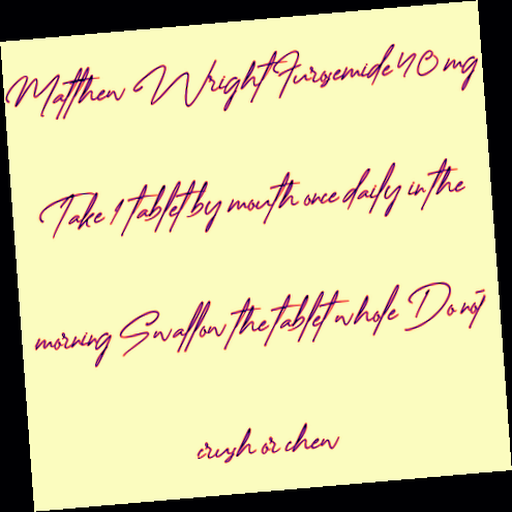 Matthew Wright Furosemide 40 mg
Take 1 tablet by mouth once daily in the
morning Swallow the tablet whole Do not
crush or chew